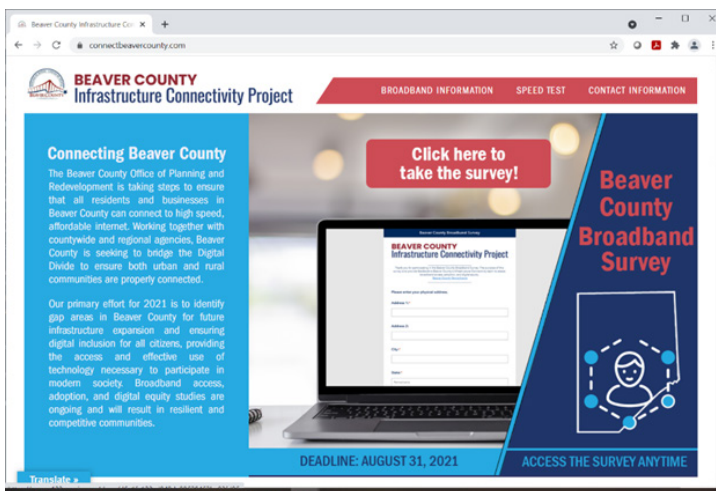 Beaver County Infrastructure Con
connectbeavercounty.com
BEAVER COUNTY
Infrastructure Connectivity Project
BROADBAND INFORMATION
SPEED TEST
CONTACT INFORMATION
Connecting Beaver County
The Beaver County Office of Planning and
Redevelopment is taking steps to ensure
that all residents and businesses in
Beaver County can connect to high speed,
affordable internet. Working together with
countywide and regional agencies, Beaver
County is seeking to bridge the Digital
Divide to ensure both urban and rural
communities are properly connected.
Our primary effort for 2021 is to identify
gap areas in Beaver County for future
infrastructure expansion and ensuring
digital inclusion for all citizens, providing
the access and effective use of
technology necessary to participate in
modern society. Broadband access,
adoption, and digital equity studies are
ongoing and will result in resilient and
competitive communities.
Translate »
Click here to
take the survey!
Beaver County Broadband Survey
BEAVER COUNTY
Infrastructure Connectivity Project
Please enter your physical address
Address 1*
Address 2
City*
State*
Beaver
County
Broadband
Survey
DEADLINE: AUGUST 31, 2021
ACCESS THE SURVEY ANYTIME